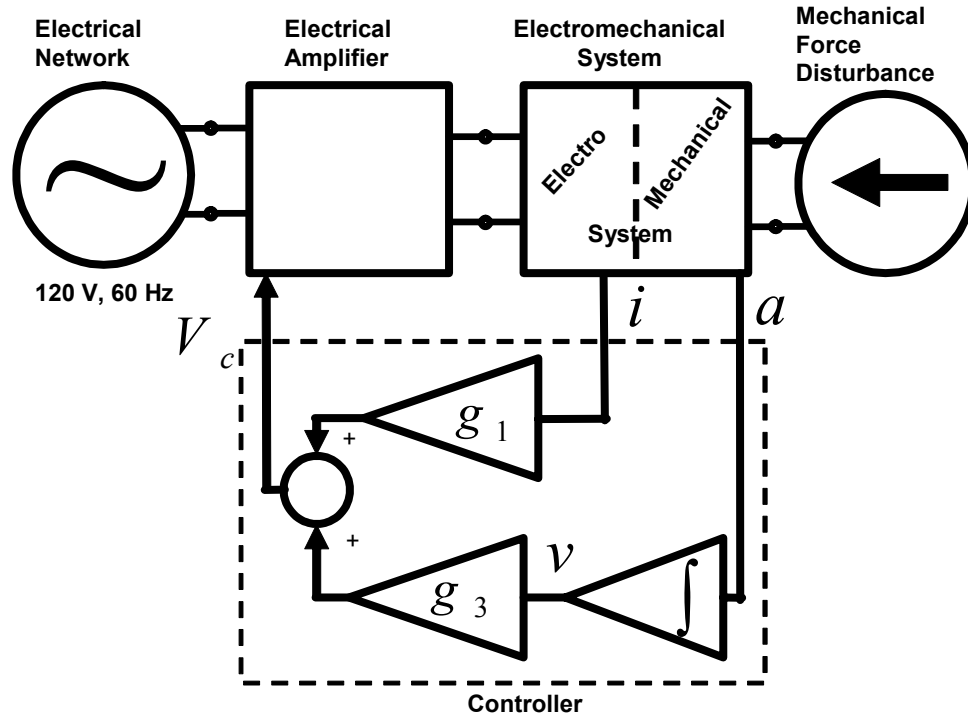 Electrical
Network
Electrical
Amplifier
Electromechanical
System
Mechanical
Force
Disturbance
Electro
Mechanical
System
120 V, 60 Hz
V c
i
a
g 1
+
+
v
g 3
∫
Controller